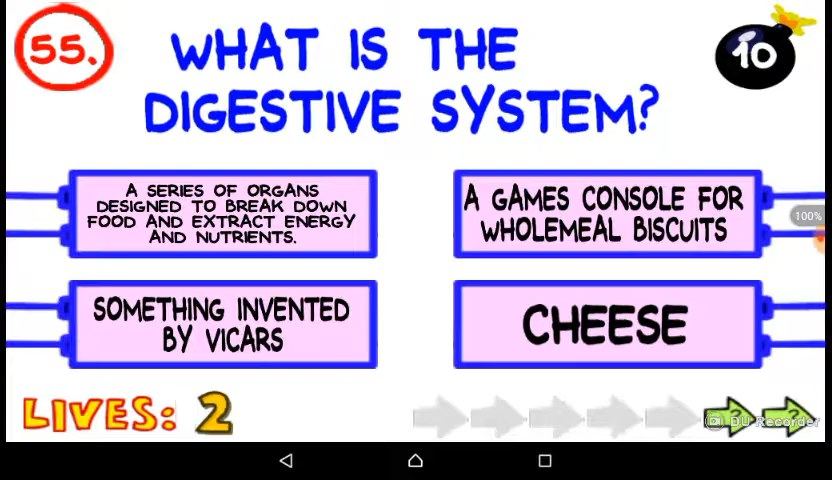 55.
WHAT IS THE
DIGESTIVE SYSTEM?
10
A SERIES OF ORGANS
DESIGNED TO BREAK DOWN
FOOD AND EXTRACT ENERGY
AND NUTRIENTS.
A GAMES CONSOLE FOR
WHOLEMEAL BISCUITS
100%
SOMETHING INVENTED
BY VICARS
CHEESE
LIVES: 2
? ?
DU Recorder